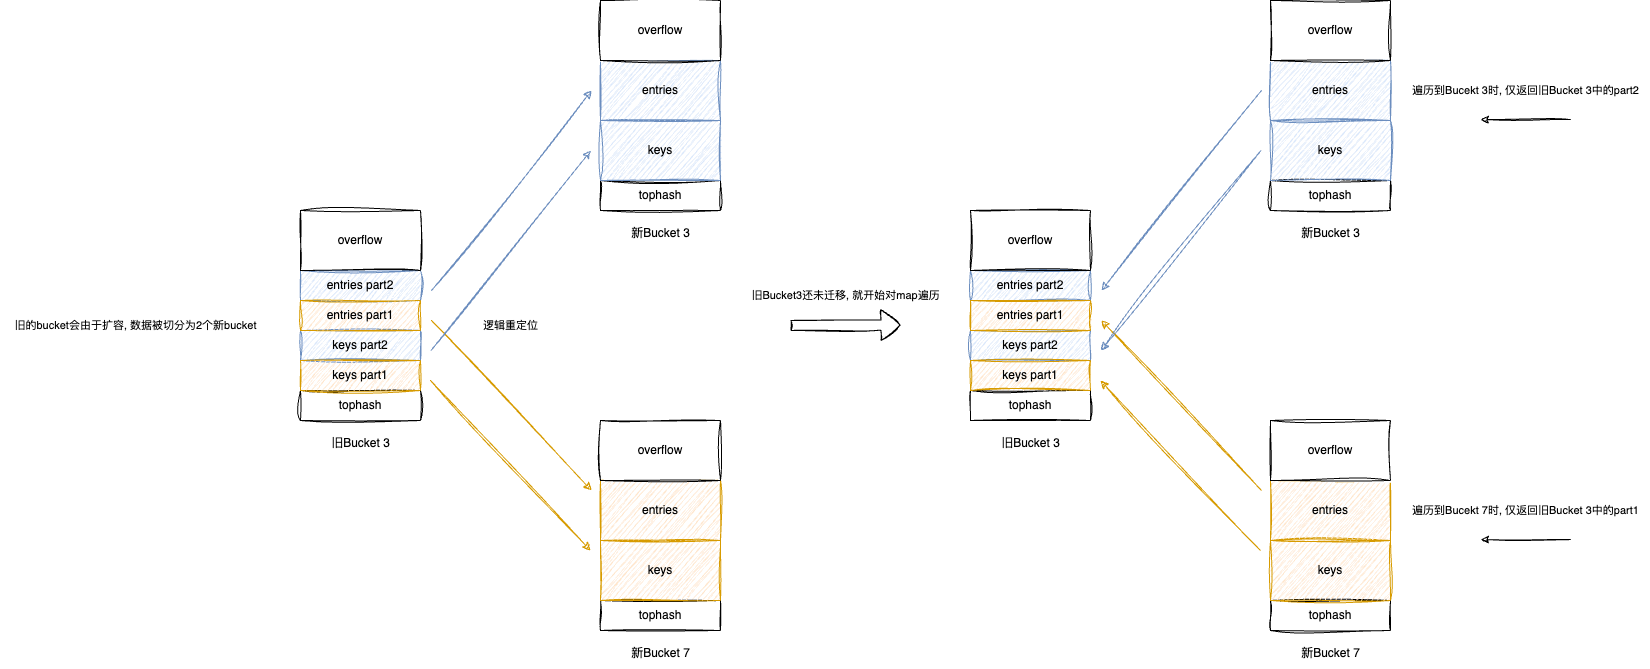 旧的bucket会由于扩容, 数据被切分为2个新bucket
overflow
entries part2
entries part1
keys part2
keys part1
tophash
旧Bucket 3
逻辑重定位
overflow
entries
keys
tophash
新Bucket 3
overflow
entries
keys
tophash
新Bucket 7
旧Bucket3还未迁移, 就开始对map遍历
overflow
entries part2
entries part1
keys part2
keys part1
tophash
旧Bucket 3
overflow
entries
keys
tophash
新Bucket 3
遍历到Bucekt 3时, 仅返回旧Bucket 3中的part2
overflow
entries
keys
tophash
新Bucket 7
遍历到Bucekt 7时, 仅返回旧Bucket 3中的part1